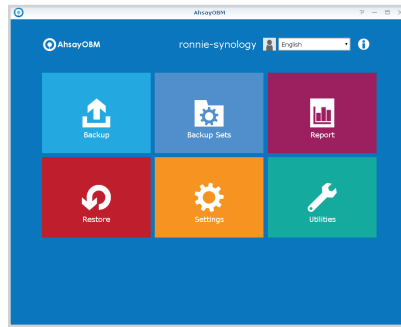 AhsayOBM
AhsayOBM
ronnie-synology
English
Backup
Backup Sets
Report
Restore
Settings
Utilities